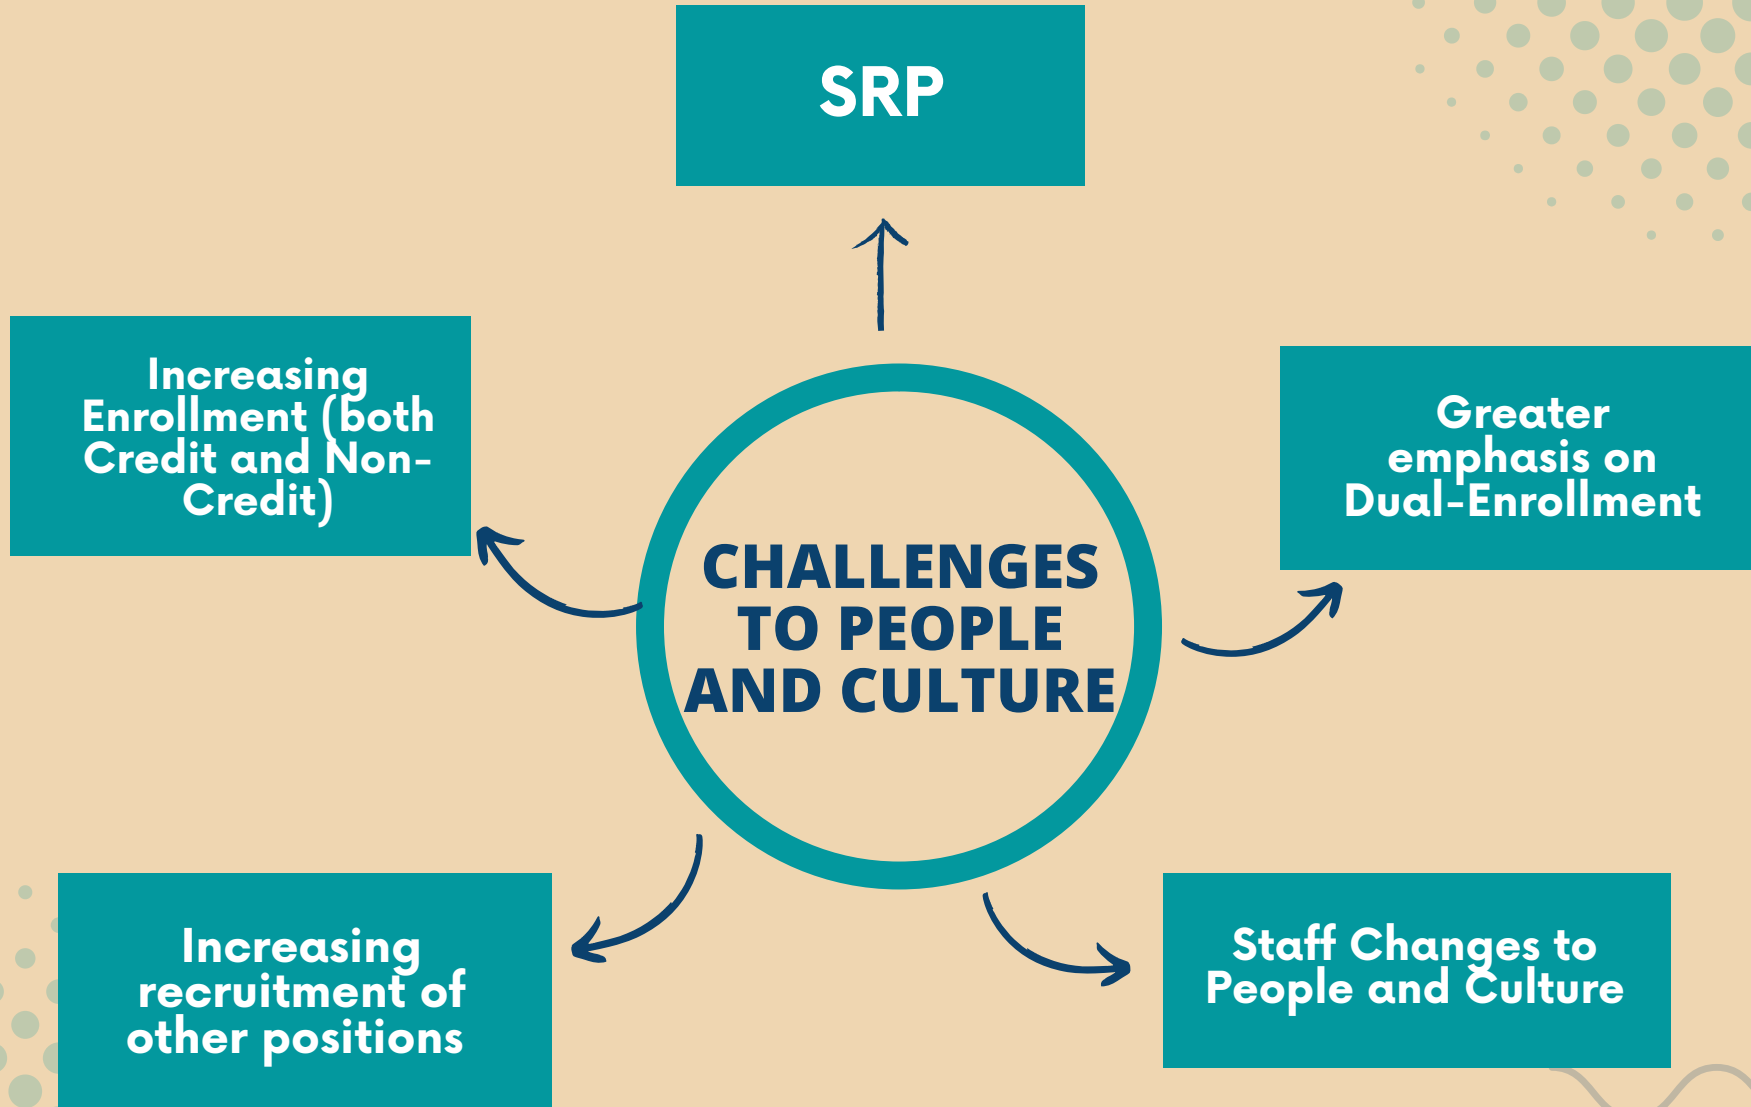 SRP
Increasing
Enrollment (both
Credit and Non-
Credit)
Greater
emphasis on
Dual-Enrollment
CHALLENGES
TO PEOPLE
AND CULTURE
Increasing
recruitment of
other positions
Staff Changes to
People and Culture